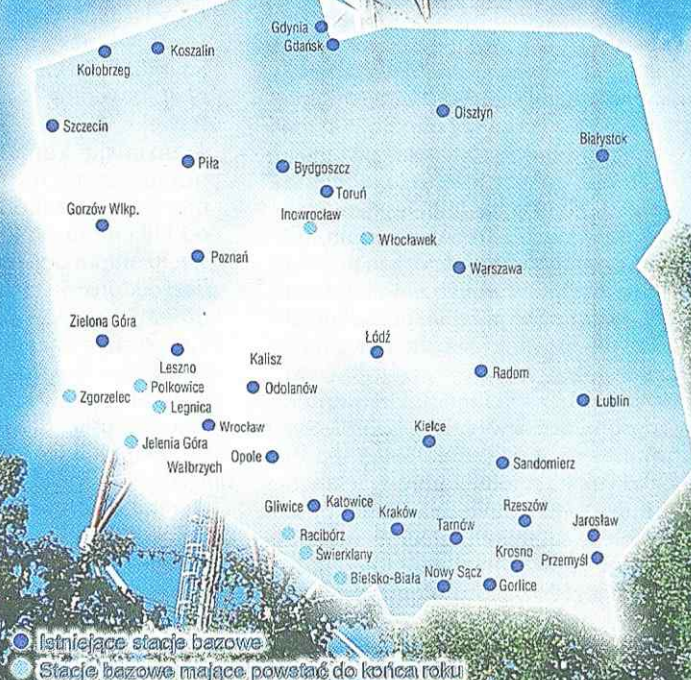 Gdynia
Gdańsk
Koszalin
Kołobrzeg
Olsztyn
Szczecin
Białystok
Piła
Bydgoszcz
Toruń
Gorzów Wlkp.
Inowrocław
Włocławek
Poznań
Warszawa
Zielona Góra
Łódź
Leszno
Kalisz
Radom
Polkowice
Odolanów
Zgorzelec
Legnica
Lublin
Wrocław
Kielce
Jelenia Góra
Opole
Wałbrzych
Sandomierz
Gliwice
Katowice
Kraków
Rzeszów
Jarosław
Tarnów
Racibórz
Świerklany
Krosno
Przemyśl
Bielsko-Biała
Nowy Sącz
Gorlice
Istniejące stacje bazowe
Stacje bazowe mające powstać do końca roku